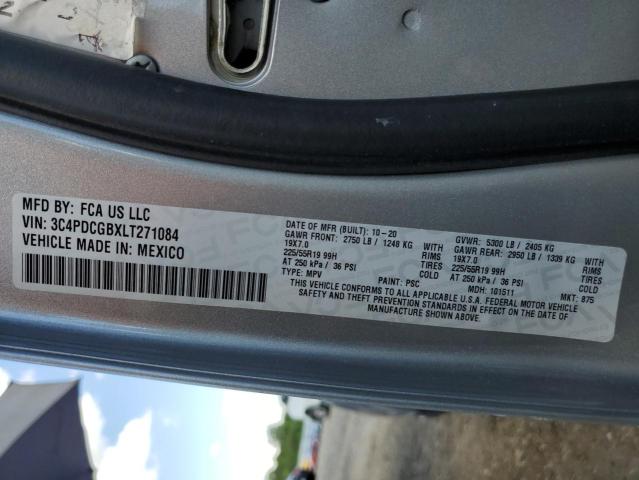 MFD BY: FCA US LLC
VIN: 3C4PDCGBXLT271084
VEHICLE MADE IN: MEXICO
DATE OF MFR (BUILT): 10-20 GVWR: 5300 LB / 2405 KG
GAWR FRONT: 2750 LB / 1248 KG GAWR REAR: 2950 LB / 1339 KG
19X7.0 RIMS 19X7.0 RIMS
225/55R19 99H TIRES 225/55R19 99H TIRES
AT 250 kPa / 36 PSI COLD AT 250 kPa / 36 PSI COLD
TYPE: MPV PAINT: PSC MDH: 101511 MKT: 875
THIS VEHICLE CONFORMS TO ALL APPLICABLE U.S.A. FEDERAL MOTOR VEHICLE
SAFETY AND THEFT PREVENTION STANDARDS IN EFFECT ON THE DATE OF
MANUFACTURE SHOWN ABOVE.